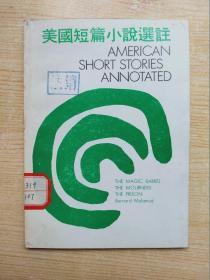 美國短篇小說選註
AMERICAN
SHORT STORIES
ANNOTATED
THE MAGIC BARREL
THE MOURNERS
THE PRISON
Bernard Malamud